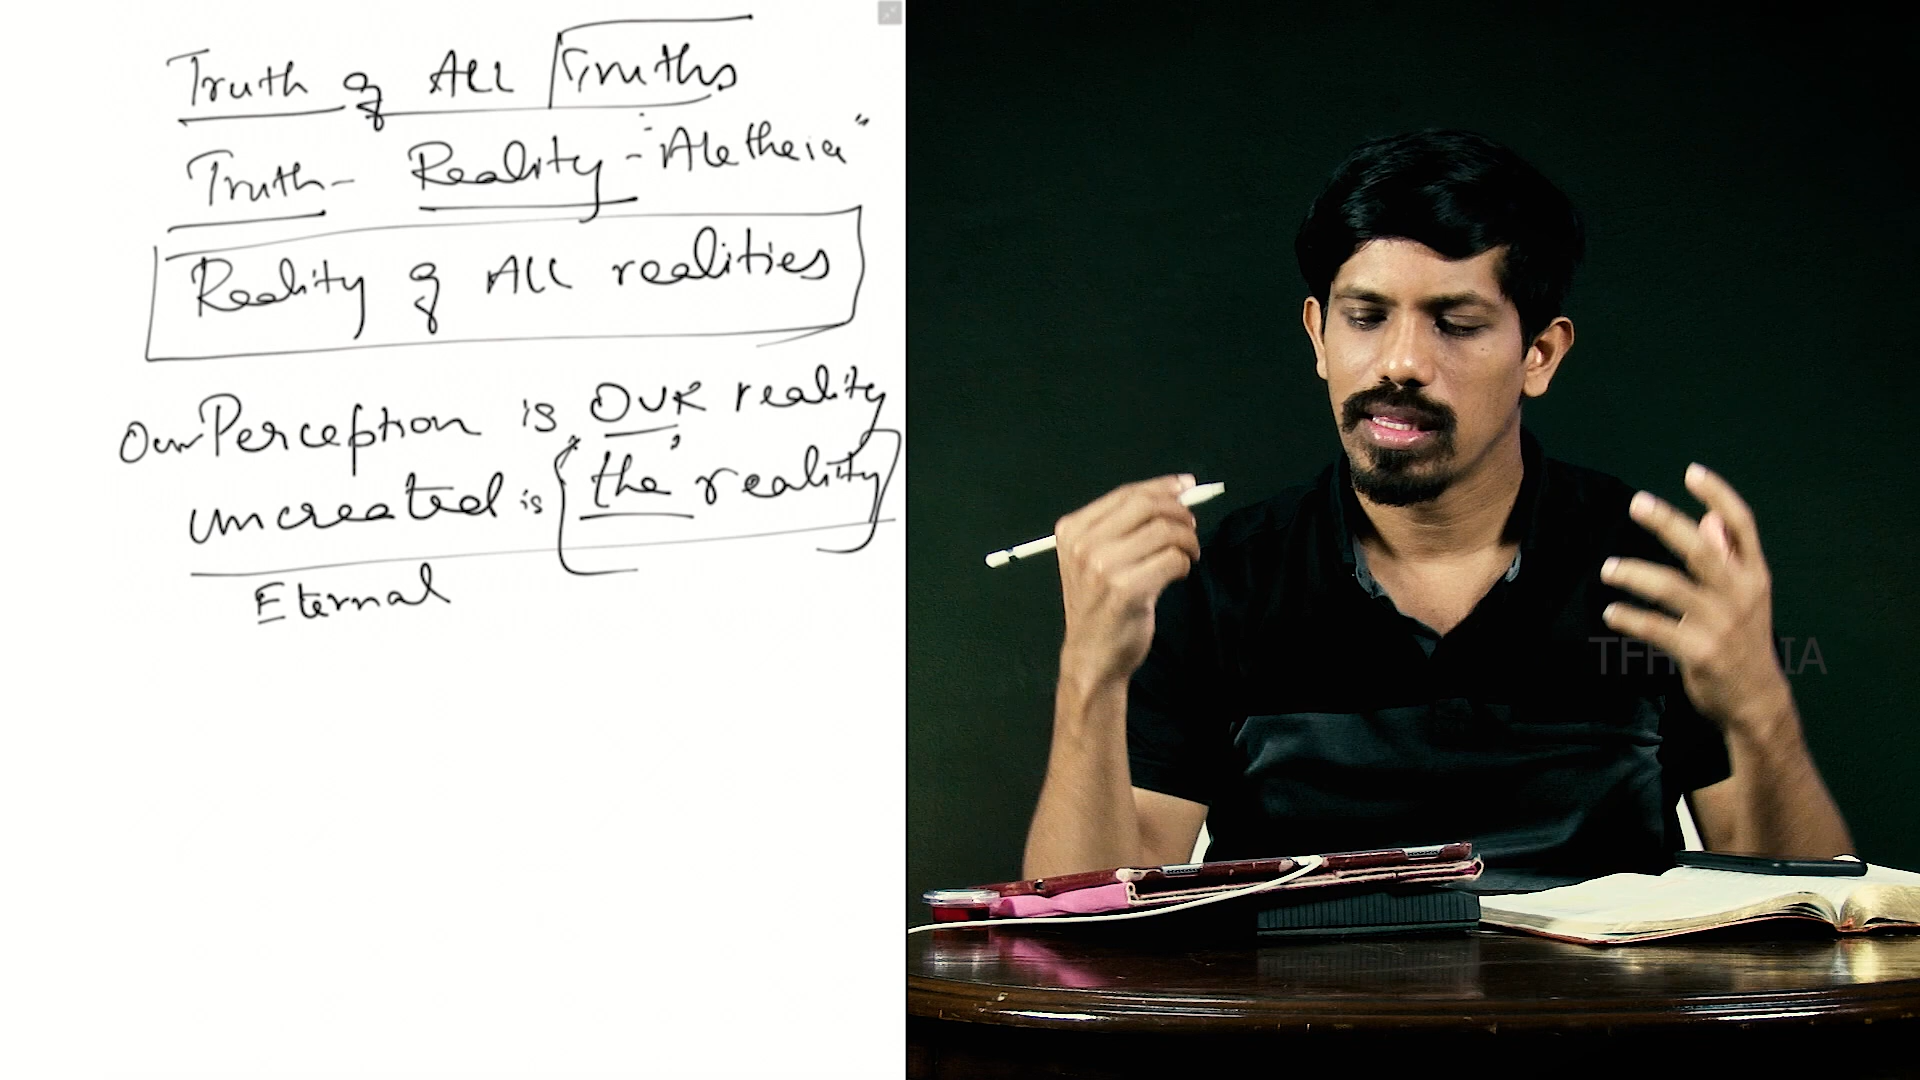 Truth of ALL Truths
Truth - Reality - "Aletheia"
Reality of ALL realities
Our Perception is OUR reality
uncreated is "the" reality
Eternal